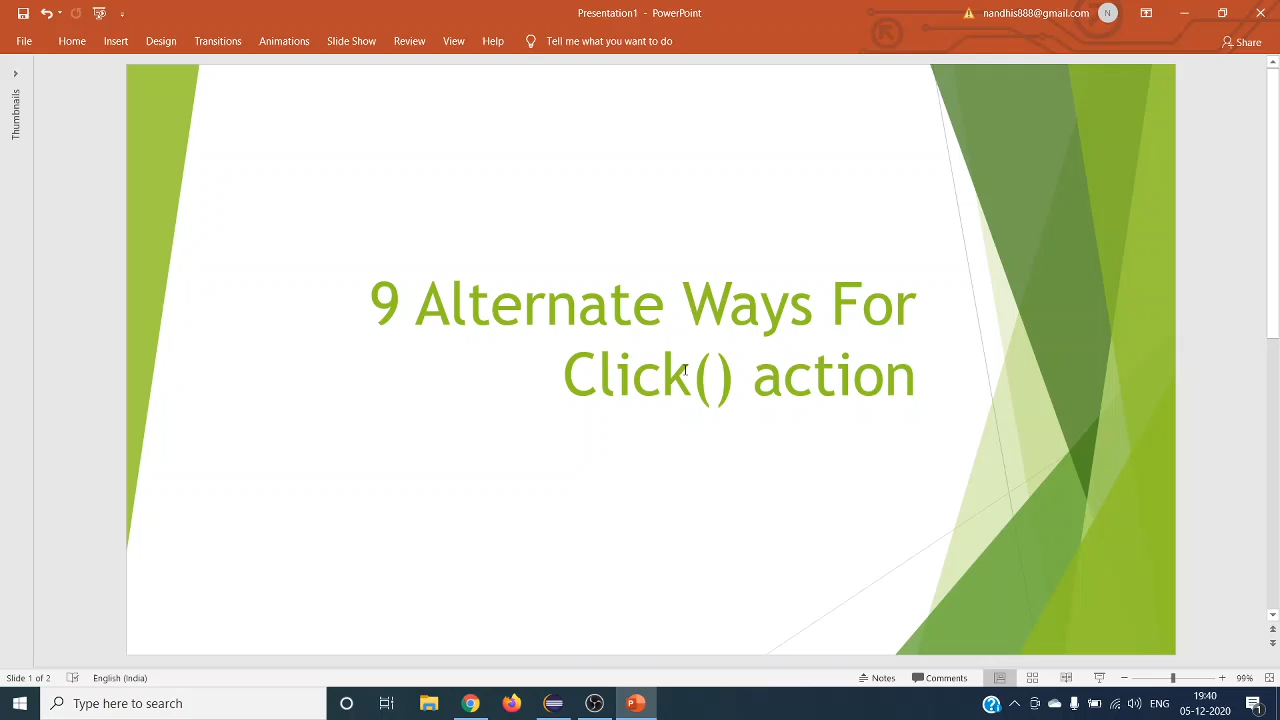 Presentation1 - PowerPoint
nandhis888@gmail.com
N
File
Home
Insert
Design
Transitions
Animations
Slide Show
Review
View
Help
Tell me what you want to do
Share
Thumbnails
9 Alternate Ways For
Click() action
Slide 1 of 2
English (India)
Notes
Comments
99%
Type here to search
ENG
19:40
05-12-2020
1